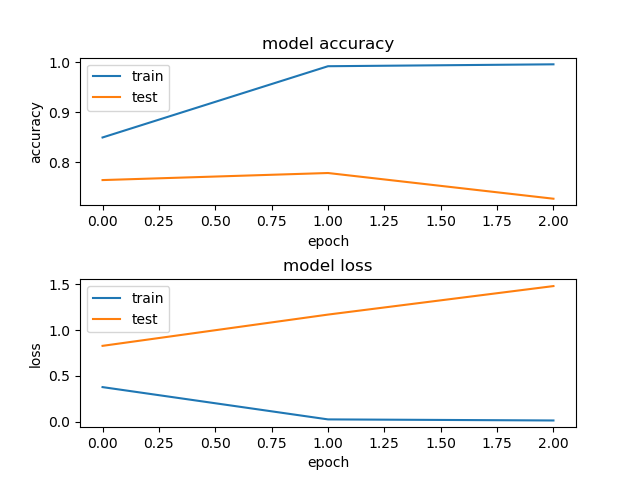 model accuracy
1.0
0.9
0.8
accuracy
train
test
0.00 0.25 0.50 0.75 1.00 1.25 1.50 1.75 2.00
epoch
model loss
1.5
1.0
0.5
0.0
loss
train
test
0.00 0.25 0.50 0.75 1.00 1.25 1.50 1.75 2.00
epoch